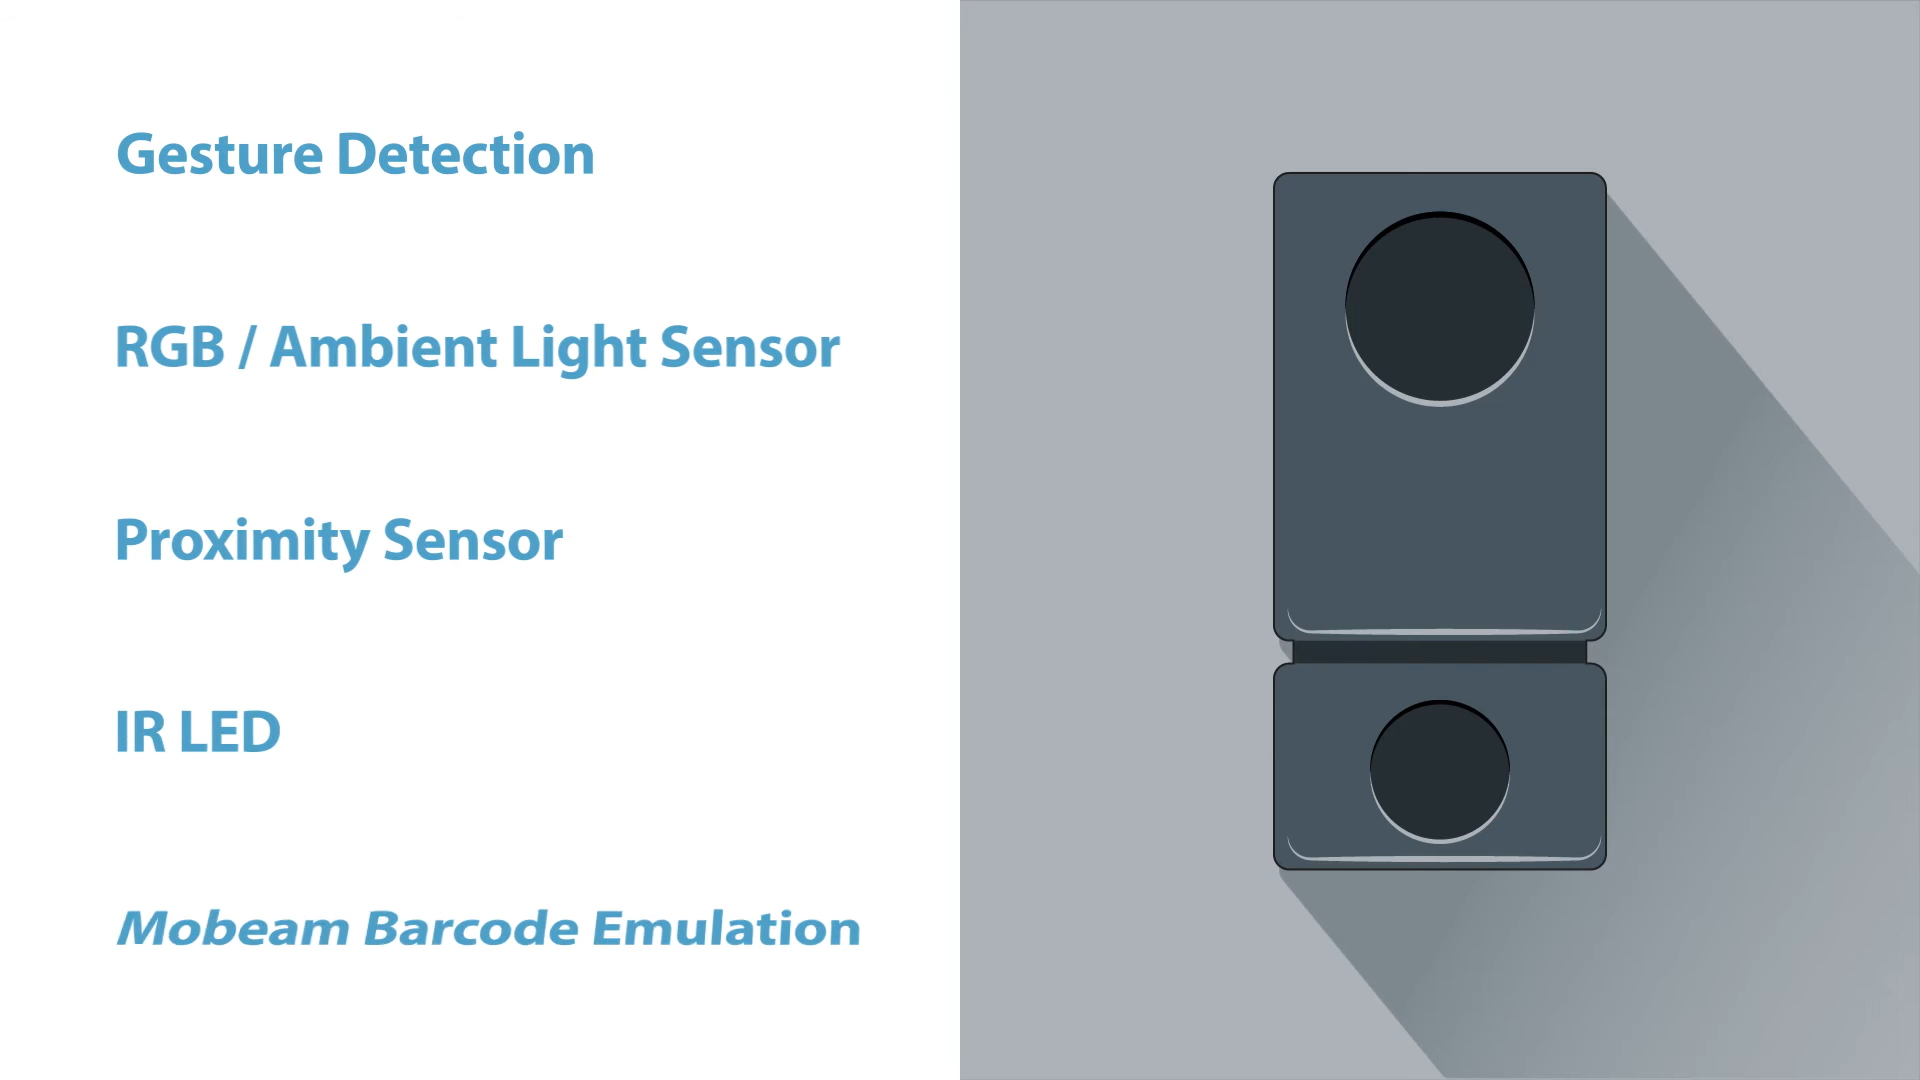 Gesture Detection
RGB / Ambient Light Sensor
Proximity Sensor
IR LED
Mobeam Barcode Emulation